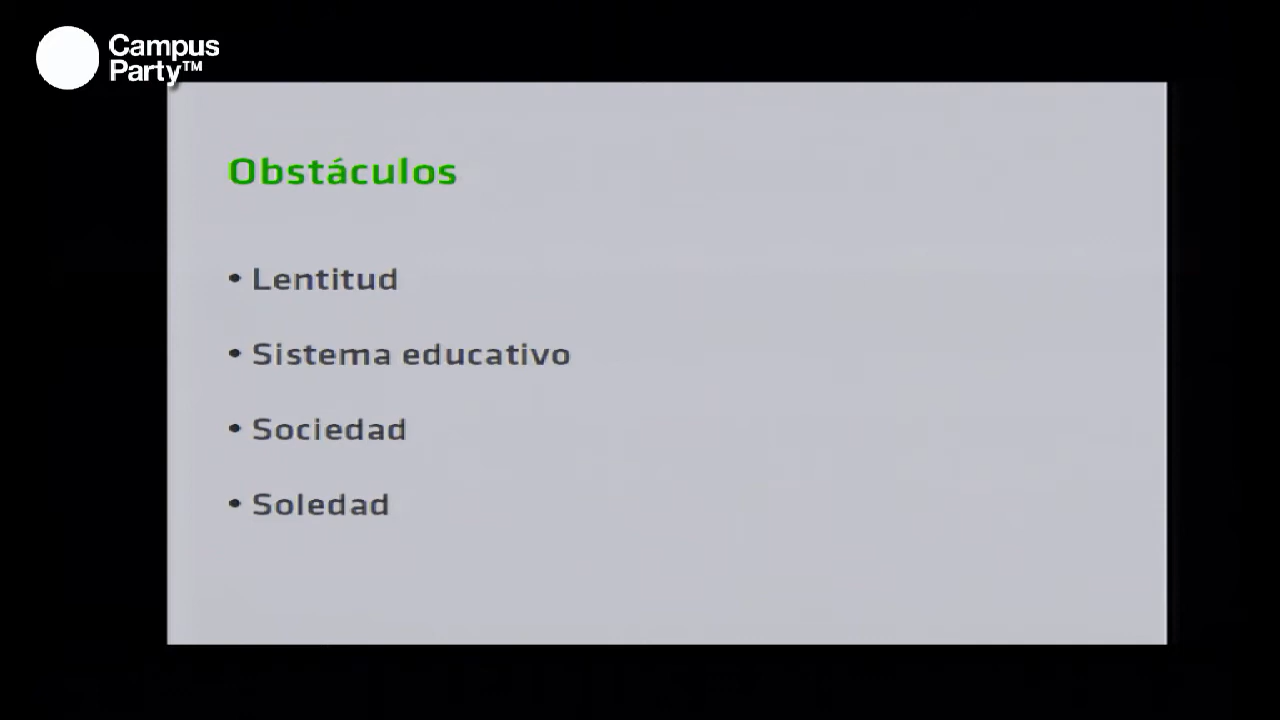 Campus
Party™
Obstáculos
• Lentitud
• Sistema educativo
• Sociedad
• Soledad